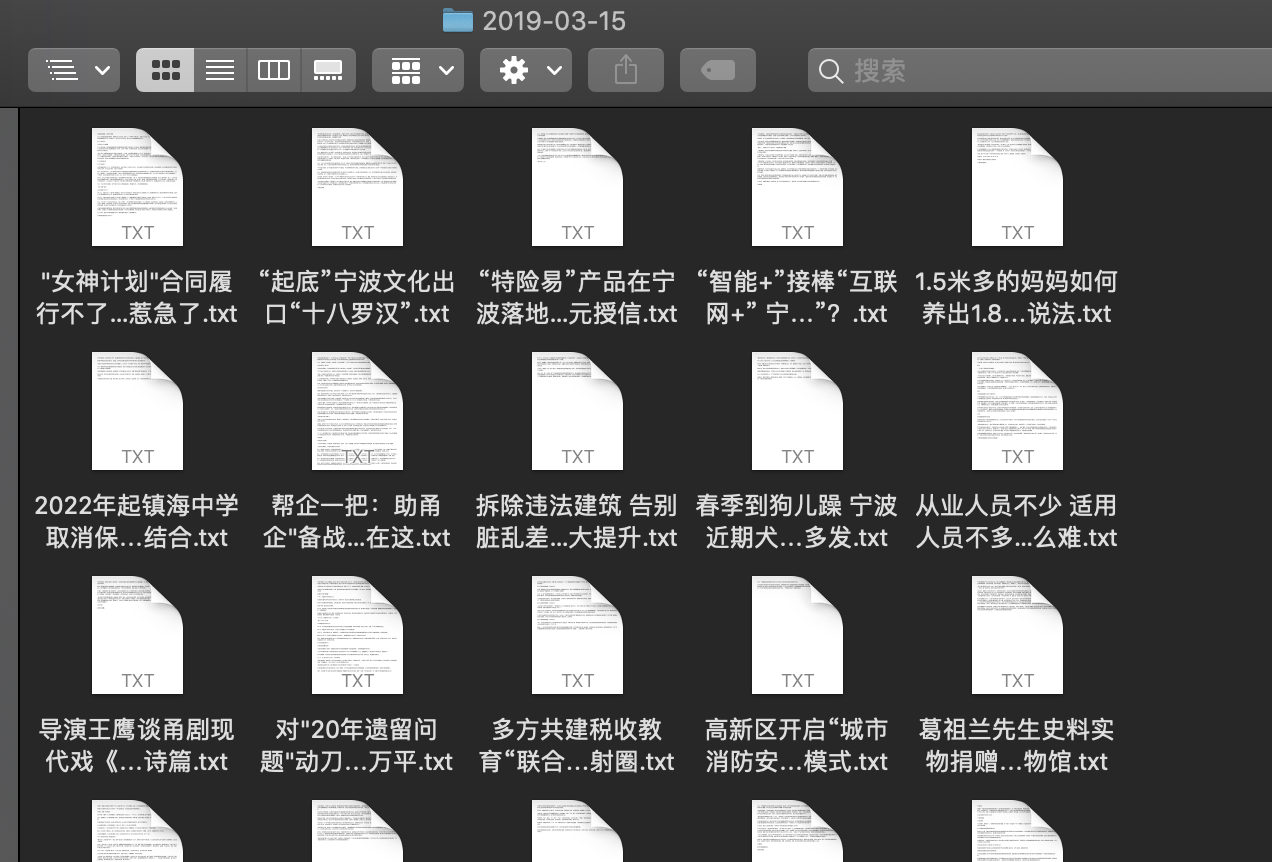 2019-03-15
搜索
TXT
TXT
TXT
TXT
TXT
"女神计划"合同履
行不了...惹急了.txt
“起底”宁波文化出
口“十八罗汉”.txt
“特险易”产品在宁
波落地...元授信.txt
“智能+”接棒“互联
网+” 宁...”？.txt
1.5米多的妈妈如何
养出1.8...说法.txt
TXT
TXT
TXT
TXT
TXT
2022年起镇海中学
取消保...结合.txt
帮企一把：助甬
企"备战...在这.txt
拆除违法建筑 告别
脏乱差...大提升.txt
春季到狗儿躁 宁波
近期犬...多发.txt
从业人员不少 适用
人员不多...么难.txt
TXT
TXT
TXT
TXT
TXT
导演王鹰谈甬剧现
代戏《...诗篇.txt
对"20年遗留问
题"动刀...万平.txt
多方共建税收教
育“联合...射圈.txt
高新区开启“城市
消防安...模式.txt
葛祖兰先生史料实
物捐赠...物馆.txt